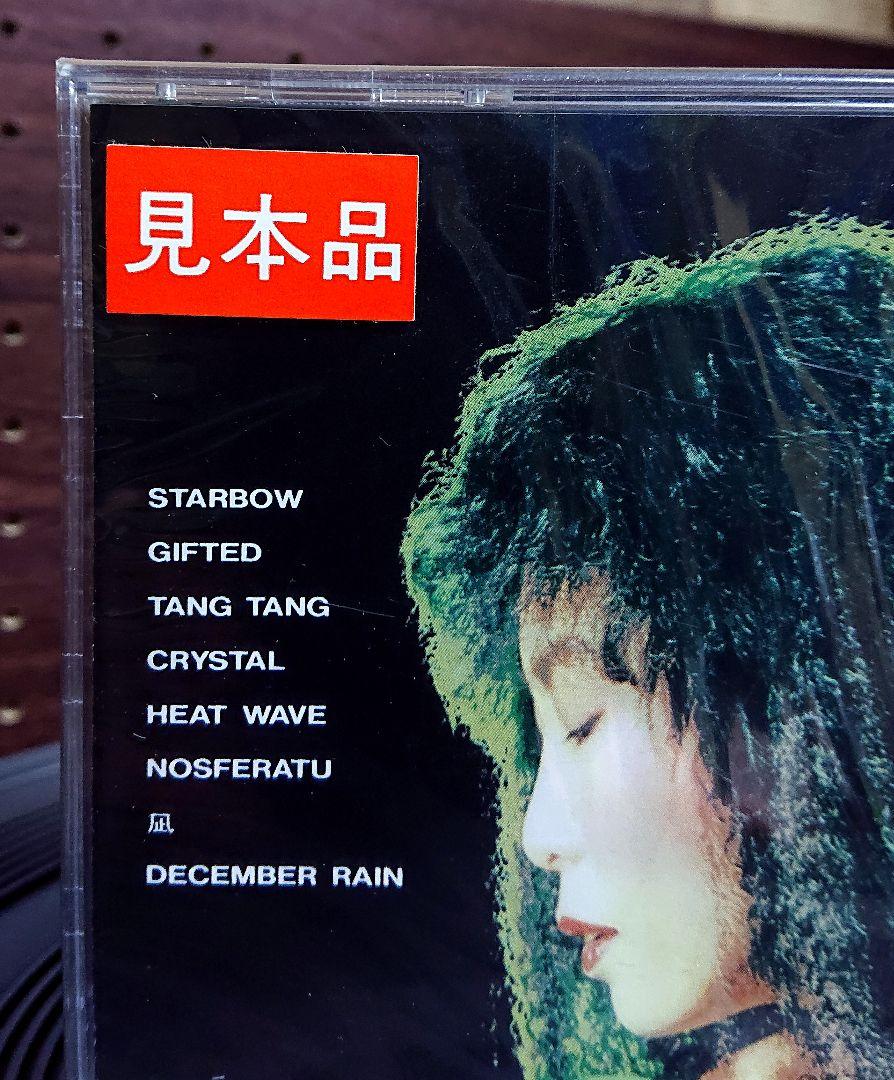 見本品
STARBOW
GIFTED
TANG TANG
CRYSTAL
HEAT WAVE
NOSFERATU
凪
DECEMBER RAIN